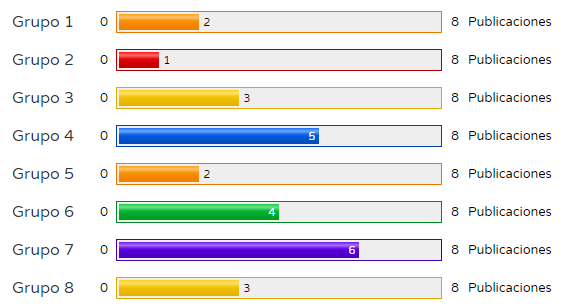 Grupo 1 0 2 8 Publicaciones
Grupo 2 0 1 8 Publicaciones
Grupo 3 0 3 8 Publicaciones
Grupo 4 0 5 8 Publicaciones
Grupo 5 0 2 8 Publicaciones
Grupo 6 0 4 8 Publicaciones
Grupo 7 0 6 8 Publicaciones
Grupo 8 0 3 8 Publicaciones